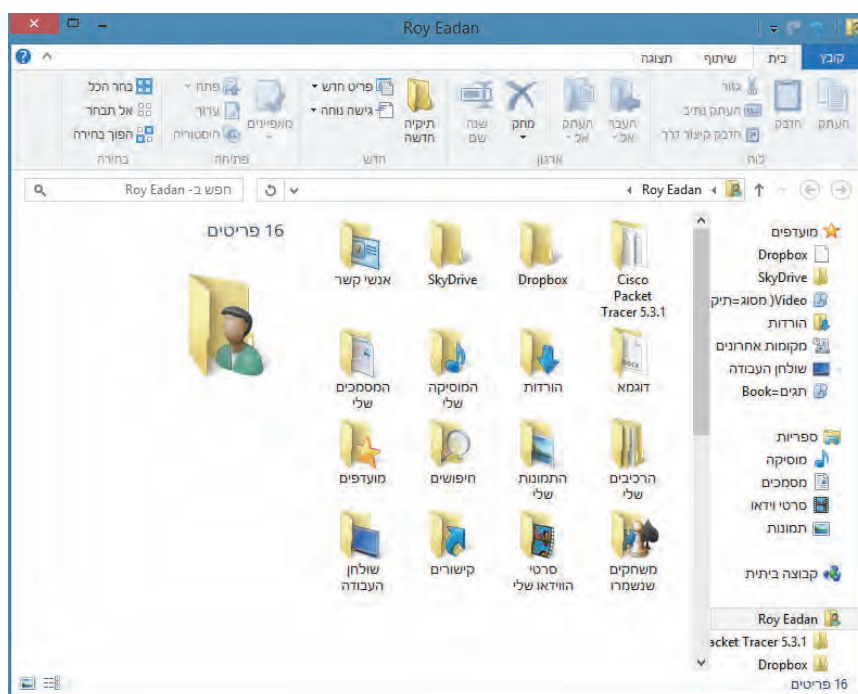 Roy Eadan
קובץ
בית
שיתוף
תצוגה
העתק
הדבק
גזור
העתק נתיב
הדבק קיצור דרך
לוח
העבר
אל
העתק
אל
מחק
שנה
שם
ארגון
תיקיה
חדשה
פריט חדש
גישה נוחה
חדש
מאפיינים
פתח
ערוך
היסטוריה
פתיחה
בחר הכל
אל תבחר
הפוך בחירה
בחירה
Roy Eadan
חפש ב- Roy Eadan
מועדפים
Dropbox
SkyDrive
Video( מסוג=תיק
הורדות
מקומות אחרונים
שולחן העבודה
תגים=Book
ספריות
מוסיקה
מסמכים
סרטי וידאו
תמונות
קבוצה ביתית
Roy Eadan
acket Tracer 5.3.1
Dropbox
Cisco
Packet
Tracer 5.3.1
Dropbox
SkyDrive
אנשי קשר
דוגמא
הורדות
המוסיקה
שלי
המסמכים
שלי
הרכיבים
שלי
התמונות
שלי
חיפושים
מועדפים
משחקים
שנשמרו
סרטי
הווידאו שלי
קישורים
שולחן
העבודה
16 פריטים
16 פריטים